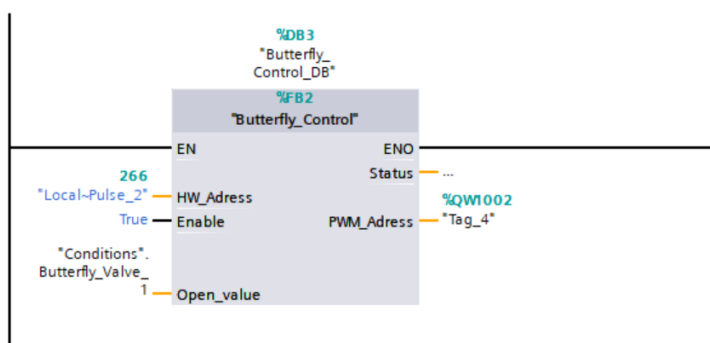 %DB3
"Butterfly_
Control_DB"
%FB2
"Butterfly_Control"
EN ENO
Status ...
266
"Local~Pulse_2" HW_Adress
%QW1002
True Enable PWM_Adress "Tag_4"
"Conditions".
Butterfly_Valve_
1 Open_value